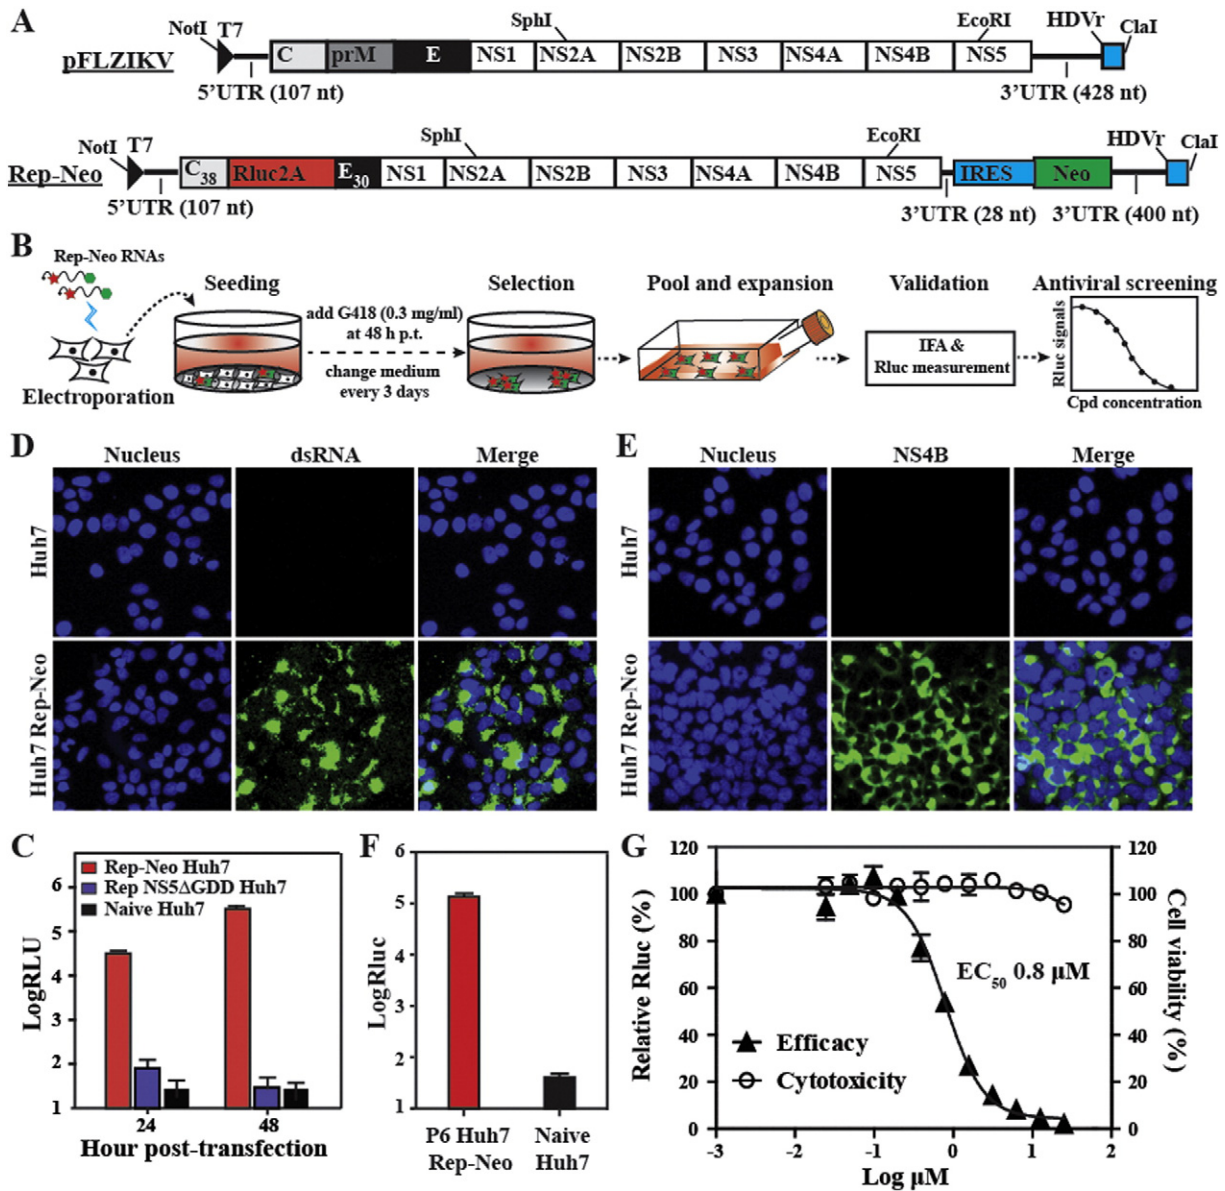 A
NotI T7 SphI EcoRI HDVr ClaI
pFLZIKV C prM E NS1 NS2A NS2B NS3 NS4A NS4B NS5
5’UTR (107 nt) 3’UTR (428 nt)
NotI T7 SphI EcoRI HDVr ClaI
Rep-Neo C38 Rluc2A E30 NS1 NS2A NS2B NS3 NS4A NS4B NS5 IRES Neo
5’UTR (107 nt) 3’UTR (28 nt) 3’UTR (400 nt)
B
Rep-Neo RNAs
Electroporation
Seeding
add G418 (0.3 mg/ml)
at 48 h p.t.
change medium
every 3 days
Selection
Pool and expansion
Validation
IFA &
Rluc measurement
Antiviral screening
Rluc signals
Cpd concentration
D
Nucleus dsRNA Merge
Huh7
Huh7 Rep-Neo
E
Nucleus NS4B Merge
Huh7
Huh7 Rep-Neo
C
Rep-Neo Huh7
Rep NS5ΔGDD Huh7
Naive Huh7
LogRLU
6
5
4
3
2
1
24 48
Hour post-transfection
F
LogRluc
6
5
4
3
2
1
P6 Huh7
Rep-Neo
Naive
Huh7
G
Relative Rluc (%)
120
100
80
60
40
20
0
EC50 0.8 μM
Efficacy
Cytotoxicity
120
100
80
60
40
20
0
Cell viability (%)
-3 -2 -1 0 1 2
Log μM